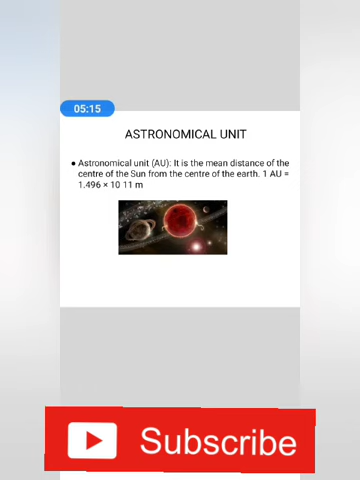 05:15
ASTRONOMICAL UNIT
• Astronomical unit (AU): It is the mean distance of the
centre of the Sun from the centre of the earth. 1 AU =
1.496 × 10 11 m
Subscribe